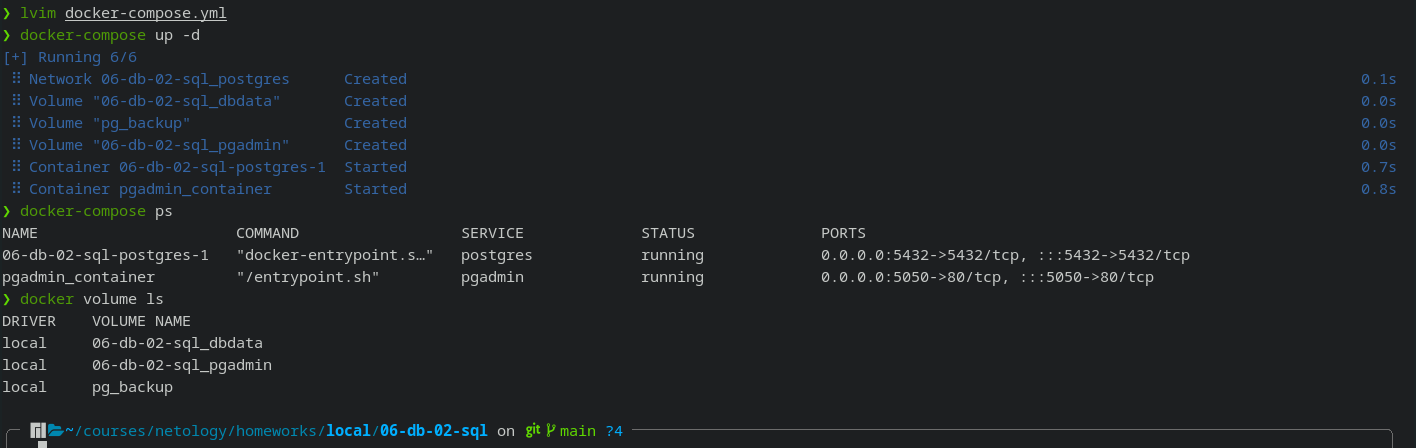 ❯ lvim docker-compose.yml
❯ docker-compose up -d
[+] Running 6/6
⠿ Network 06-db-02-sql_postgres Created 0.1s
⠿ Volume "06-db-02-sql_dbdata" Created 0.0s
⠿ Volume "pg_backup" Created 0.0s
⠿ Volume "06-db-02-sql_pgadmin" Created 0.0s
⠿ Container 06-db-02-sql-postgres-1 Started 0.7s
⠿ Container pgadmin_container Started 0.8s
❯ docker-compose ps
NAME COMMAND SERVICE STATUS PORTS
06-db-02-sql-postgres-1 "docker-entrypoint.s…" postgres running 0.0.0.0:5432->5432/tcp, :::5432->5432/tcp
pgadmin_container "/entrypoint.sh" pgadmin running 0.0.0.0:5050->80/tcp, :::5050->80/tcp
❯ docker volume ls
DRIVER VOLUME NAME
local 06-db-02-sql_dbdata
local 06-db-02-sql_pgadmin
local pg_backup
~/courses/netology/homeworks/local/06-db-02-sql on git main ?4